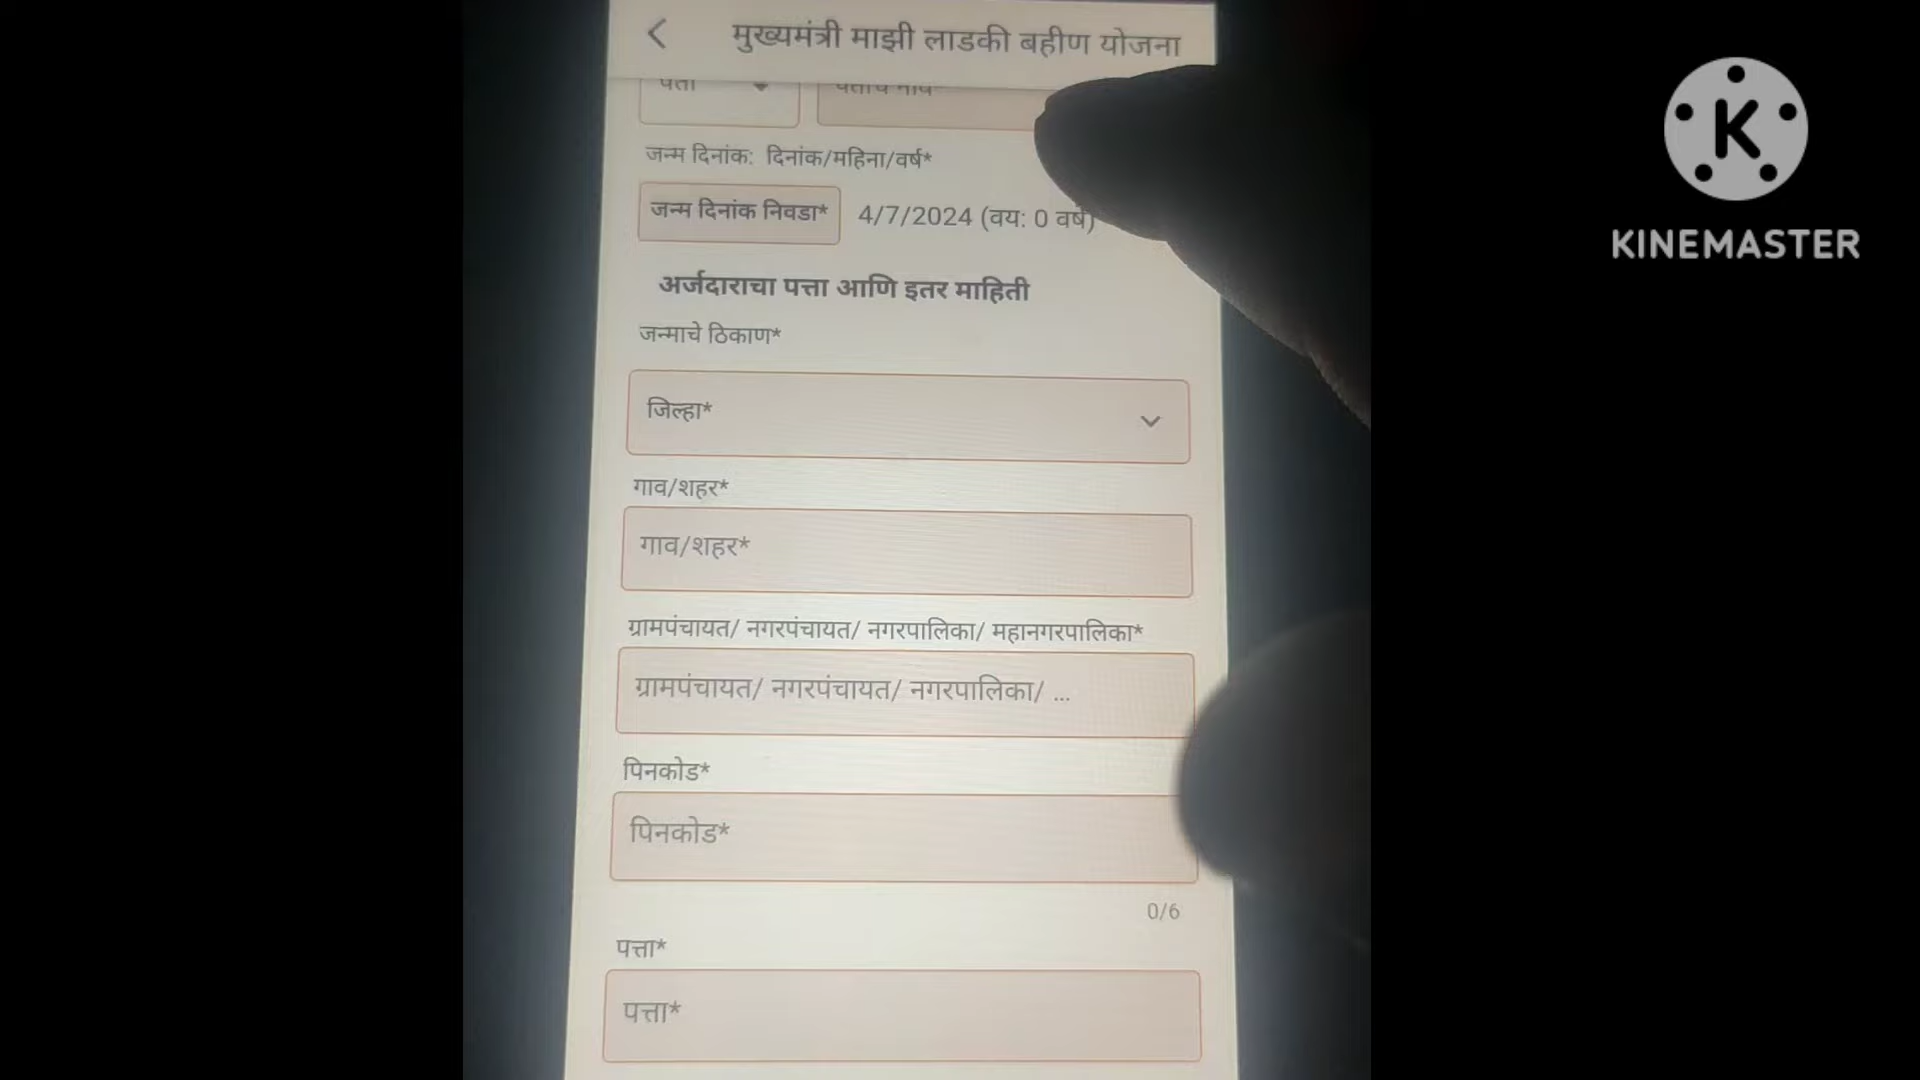 मुख्यमंत्री माझी लाडकी बहीण योजना
जन्म दिनांक: दिनांक/महिना/वर्ष*
जन्म दिनांक निवडा* 4/7/2024 (वय: 0 वर्ष)
अर्जदाराचा पत्ता आणि इतर माहिती
जन्माचे ठिकाण*
जिल्हा*
गाव/शहर*
गाव/शहर*
ग्रामपंचायत/ नगरपंचायत/ नगरपालिका/ महानगरपालिका*
ग्रामपंचायत/ नगरपंचायत/ नगरपालिका/ ...
पिनकोड*
पिनकोड*
0/6
पत्ता*
पत्ता*
K
KINEMASTER